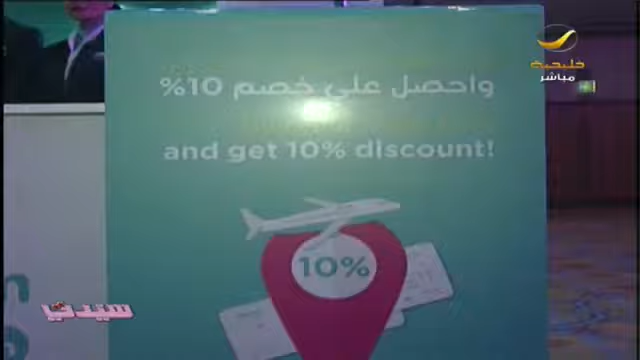 خليجية
مباشر
واحصل على خصم 10%
and get 10% discount!
10%
سيدتي